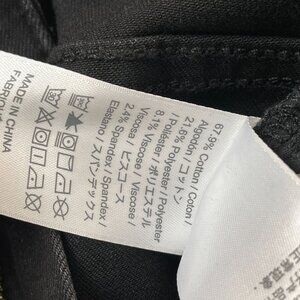 67.9% Cotton / Coton /
Algodón / コットン
21.6% Polyester / Polyester
/ Poliéster / ポリエステル
8.1% Viscose / Viscose /
Viscosa / ビスコース
2.4% Spandex / Spandex /
Elastano / スパンデックス
MADE IN CHINA
FABRIQU